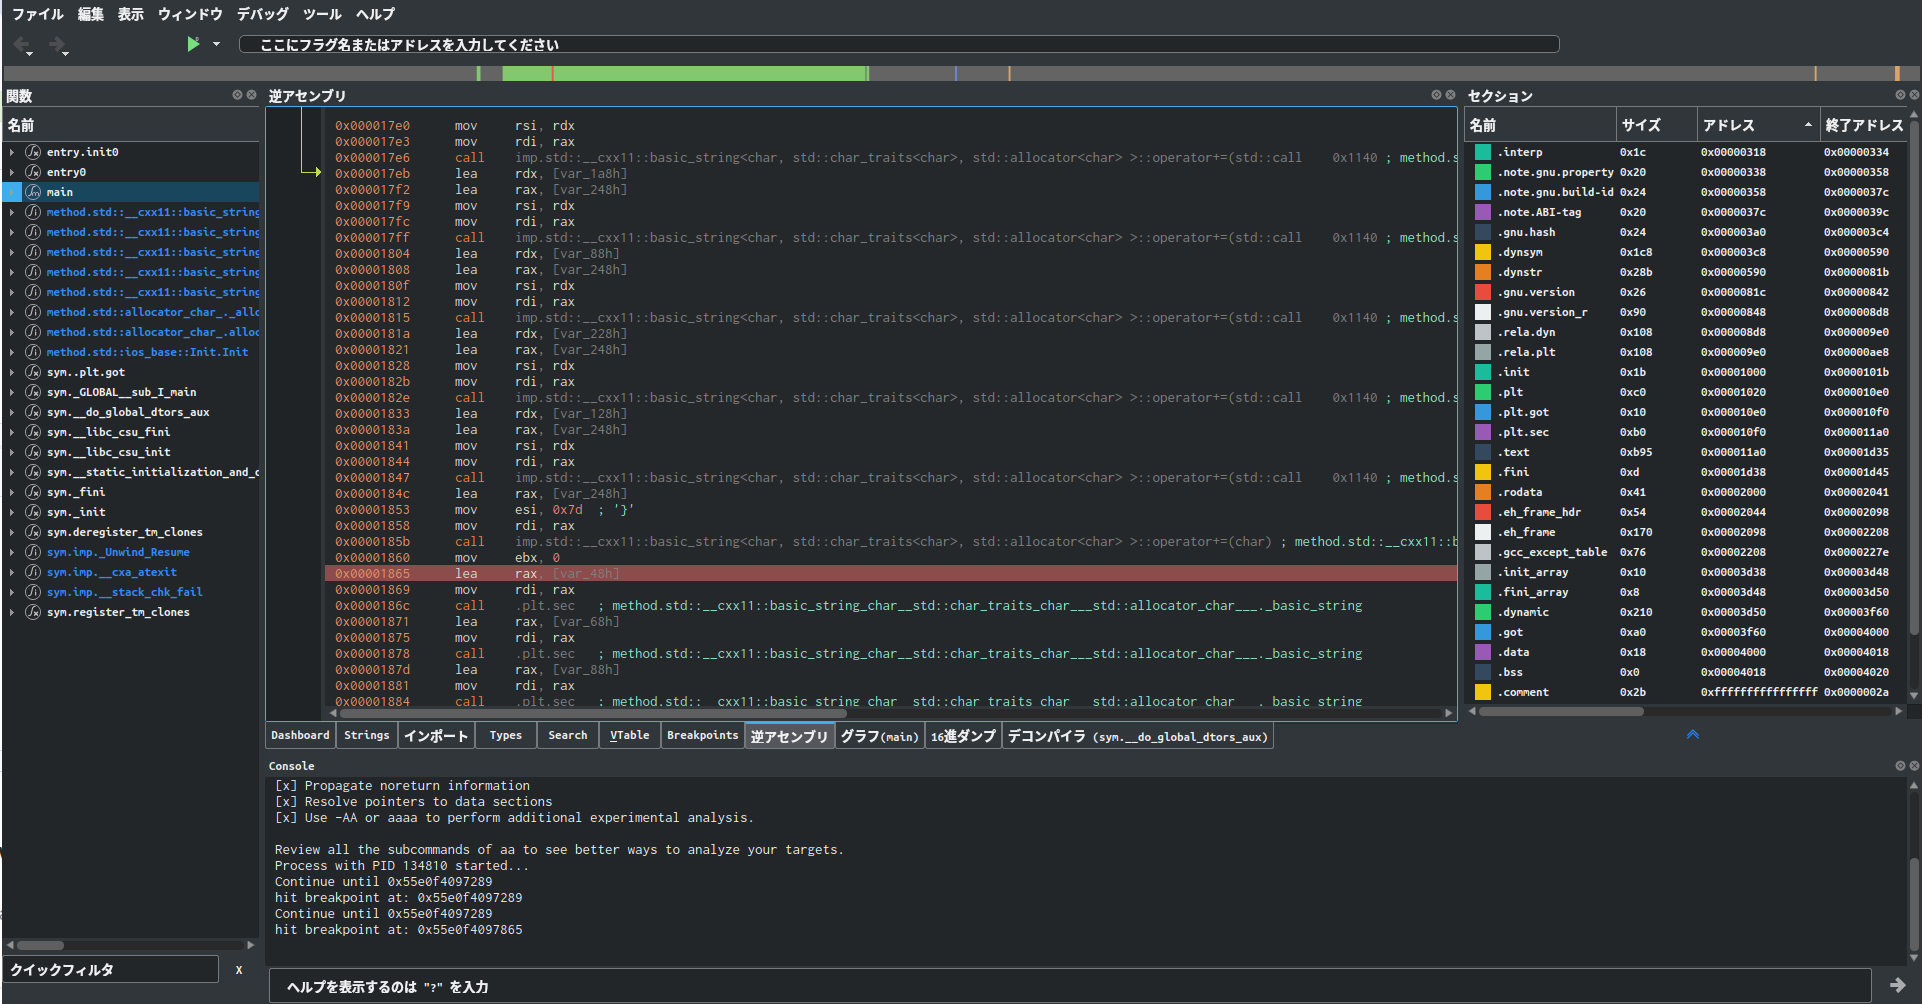 ファイル 編集 表示 ウィンドウ デバッグ ツール ヘルプ
ここにフラグ名またはアドレスを入力してください
関数
名前
entry.init0
entry0
main
method.std::__cxx11::basic_string
method.std::__cxx11::basic_string
method.std::__cxx11::basic_string
method.std::__cxx11::basic_string
method.std::__cxx11::basic_string
method.std::allocator_char_._allo
method.std::allocator_char_.alloc
method.std::ios_base::Init.Init
sym..plt.got
sym._GLOBAL__sub_I_main
sym.__do_global_dtors_aux
sym.__libc_csu_fini
sym.__libc_csu_init
sym.__static_initialization_and_d
sym._fini
sym._init
sym.deregister_tm_clones
sym.imp._Unwind_Resume
sym.imp.__cxa_atexit
sym.imp.__stack_chk_fail
sym.register_tm_clones
クイックフィルタ X
逆アセンブリ
0x000017e0 mov rsi, rdx
0x000017e3 mov rdi, rax
0x000017e6 call imp.std::__cxx11::basic_string<char, std::char_traits<char>, std::allocator<char> >::operator+=(std::call 0x1140 ; method.s
0x000017eb lea rdx, [var_1a8h]
0x000017f2 lea rax, [var_248h]
0x000017f9 mov rsi, rdx
0x000017fc mov rdi, rax
0x000017ff call imp.std::__cxx11::basic_string<char, std::char_traits<char>, std::allocator<char> >::operator+=(std::call 0x1140 ; method.s
0x00001804 lea rdx, [var_88h]
0x00001808 lea rax, [var_248h]
0x0000180f mov rsi, rdx
0x00001812 mov rdi, rax
0x00001815 call imp.std::__cxx11::basic_string<char, std::char_traits<char>, std::allocator<char> >::operator+=(std::call 0x1140 ; method.s
0x0000181a lea rdx, [var_228h]
0x00001821 lea rax, [var_248h]
0x00001828 mov rsi, rdx
0x0000182b mov rdi, rax
0x0000182e call imp.std::__cxx11::basic_string<char, std::char_traits<char>, std::allocator<char> >::operator+=(std::call 0x1140 ; method.s
0x00001833 lea rdx, [var_128h]
0x0000183a lea rax, [var_248h]
0x00001841 mov rsi, rdx
0x00001844 mov rdi, rax
0x00001847 call imp.std::__cxx11::basic_string<char, std::char_traits<char>, std::allocator<char> >::operator+=(std::call 0x1140 ; method.s
0x0000184c lea rax, [var_248h]
0x00001853 mov esi, 0x7d ; '}'
0x00001858 mov rdi, rax
0x0000185b call imp.std::__cxx11::basic_string<char, std::char_traits<char>, std::allocator<char> >::operator+=(char) ; method.std::__cxx11::b
0x00001860 mov ebx, 0
0x00001865 lea rax, [var_48h]
0x00001869 mov rdi, rax
0x0000186c call .plt.sec ; method.std::__cxx11::basic_string_char__std::char_traits_char___std::allocator_char___._basic_string
0x00001871 lea rax, [var_68h]
0x00001875 mov rdi, rax
0x00001878 call .plt.sec ; method.std::__cxx11::basic_string_char__std::char_traits_char___std::allocator_char___._basic_string
0x0000187d lea rax, [var_88h]
0x00001881 mov rdi, rax
0x00001884 call .plt.sec ; method.std::__cxx11::basic_string_char__std::char_traits_char___std::allocator_char___._basic_string
Dashboard Strings インポート Types Search VTable Breakpoints 逆アセンブリ グラフ(main) 16進ダンプ デコンパイラ (sym.__do_global_dtors_aux)
セクション
名前 サイズ アドレス 終了アドレス
.interp 0x1c 0x00000318 0x00000334
.note.gnu.property 0x20 0x00000338 0x00000358
.note.gnu.build-id 0x24 0x00000358 0x0000037c
.note.ABI-tag 0x20 0x0000037c 0x0000039c
.gnu.hash 0x24 0x000003a0 0x000003c4
.dynsym 0x1c8 0x000003c8 0x00000590
.dynstr 0x28b 0x00000590 0x0000081b
.gnu.version 0x26 0x0000081c 0x00000842
.gnu.version_r 0x90 0x00000848 0x000008d8
.rela.dyn 0x108 0x000008d8 0x000009e0
.rela.plt 0x108 0x000009e0 0x00000ae8
.init 0x1b 0x00001000 0x0000101b
.plt 0xc0 0x00001020 0x000010e0
.plt.got 0x10 0x000010e0 0x000010f0
.plt.sec 0xb0 0x000010f0 0x000011a0
.text 0xb95 0x000011a0 0x00001d35
.fini 0xd 0x00001d38 0x00001d45
.rodata 0x41 0x00002000 0x00002041
.eh_frame_hdr 0x54 0x00002044 0x00002098
.eh_frame 0x170 0x00002098 0x00002208
.gcc_except_table 0x76 0x00002208 0x0000227e
.init_array 0x10 0x00003d38 0x00003d48
.fini_array 0x8 0x00003d48 0x00003d50
.dynamic 0x210 0x00003d50 0x00003f60
.got 0xa0 0x00003f60 0x00004000
.data 0x18 0x00004000 0x00004018
.bss 0x0 0x00004018 0x00004020
.comment 0x2b 0xffffffffffffffff 0x0000002a
Console
[x] Propagate noreturn information
[x] Resolve pointers to data sections
[x] Use -AA or aaaa to perform additional experimental analysis.
Review all the subcommands of aa to see better ways to analyze your targets.
Process with PID 134810 started...
Continue until 0x55e0f4097289
hit breakpoint at: 0x55e0f4097289
Continue until 0x55e0f4097289
hit breakpoint at: 0x55e0f4097865
ヘルプを表示するのは "?" を入力